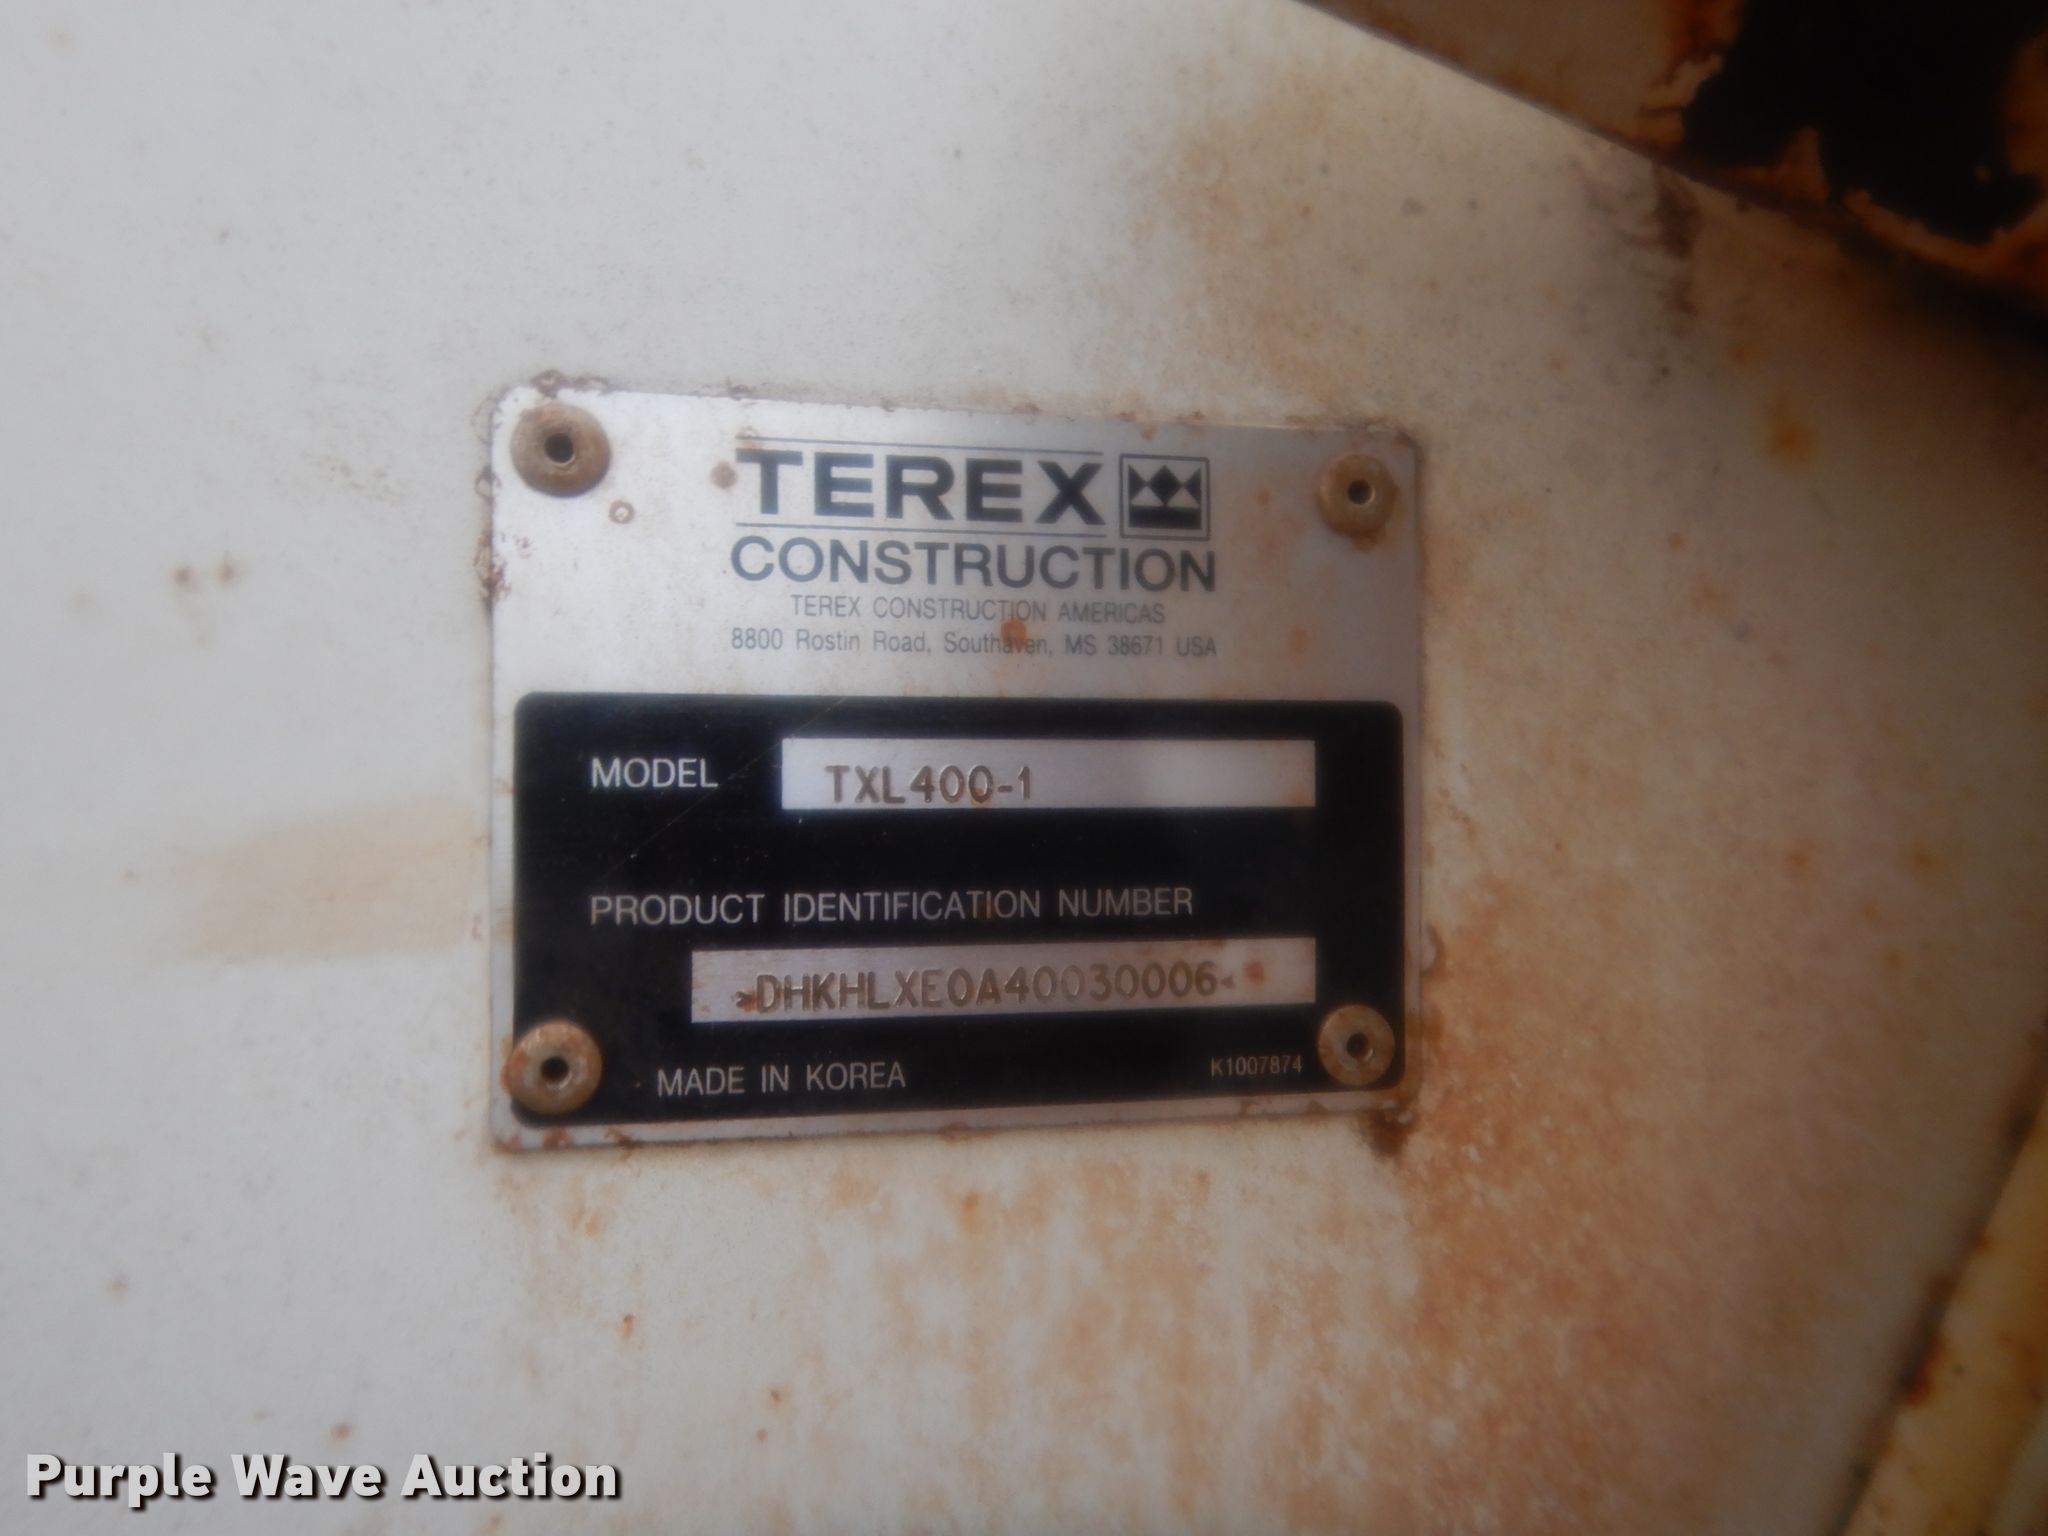 TEREX
CONSTRUCTION
TEREX CONSTRUCTION AMERICAS
8800 Rostin Road, Southaven, MS 38671 USA
MODEL TXL400-1
PRODUCT IDENTIFICATION NUMBER
DHKHLXE0A40030006
MADE IN KOREA K1007874
Purple Wave Auction